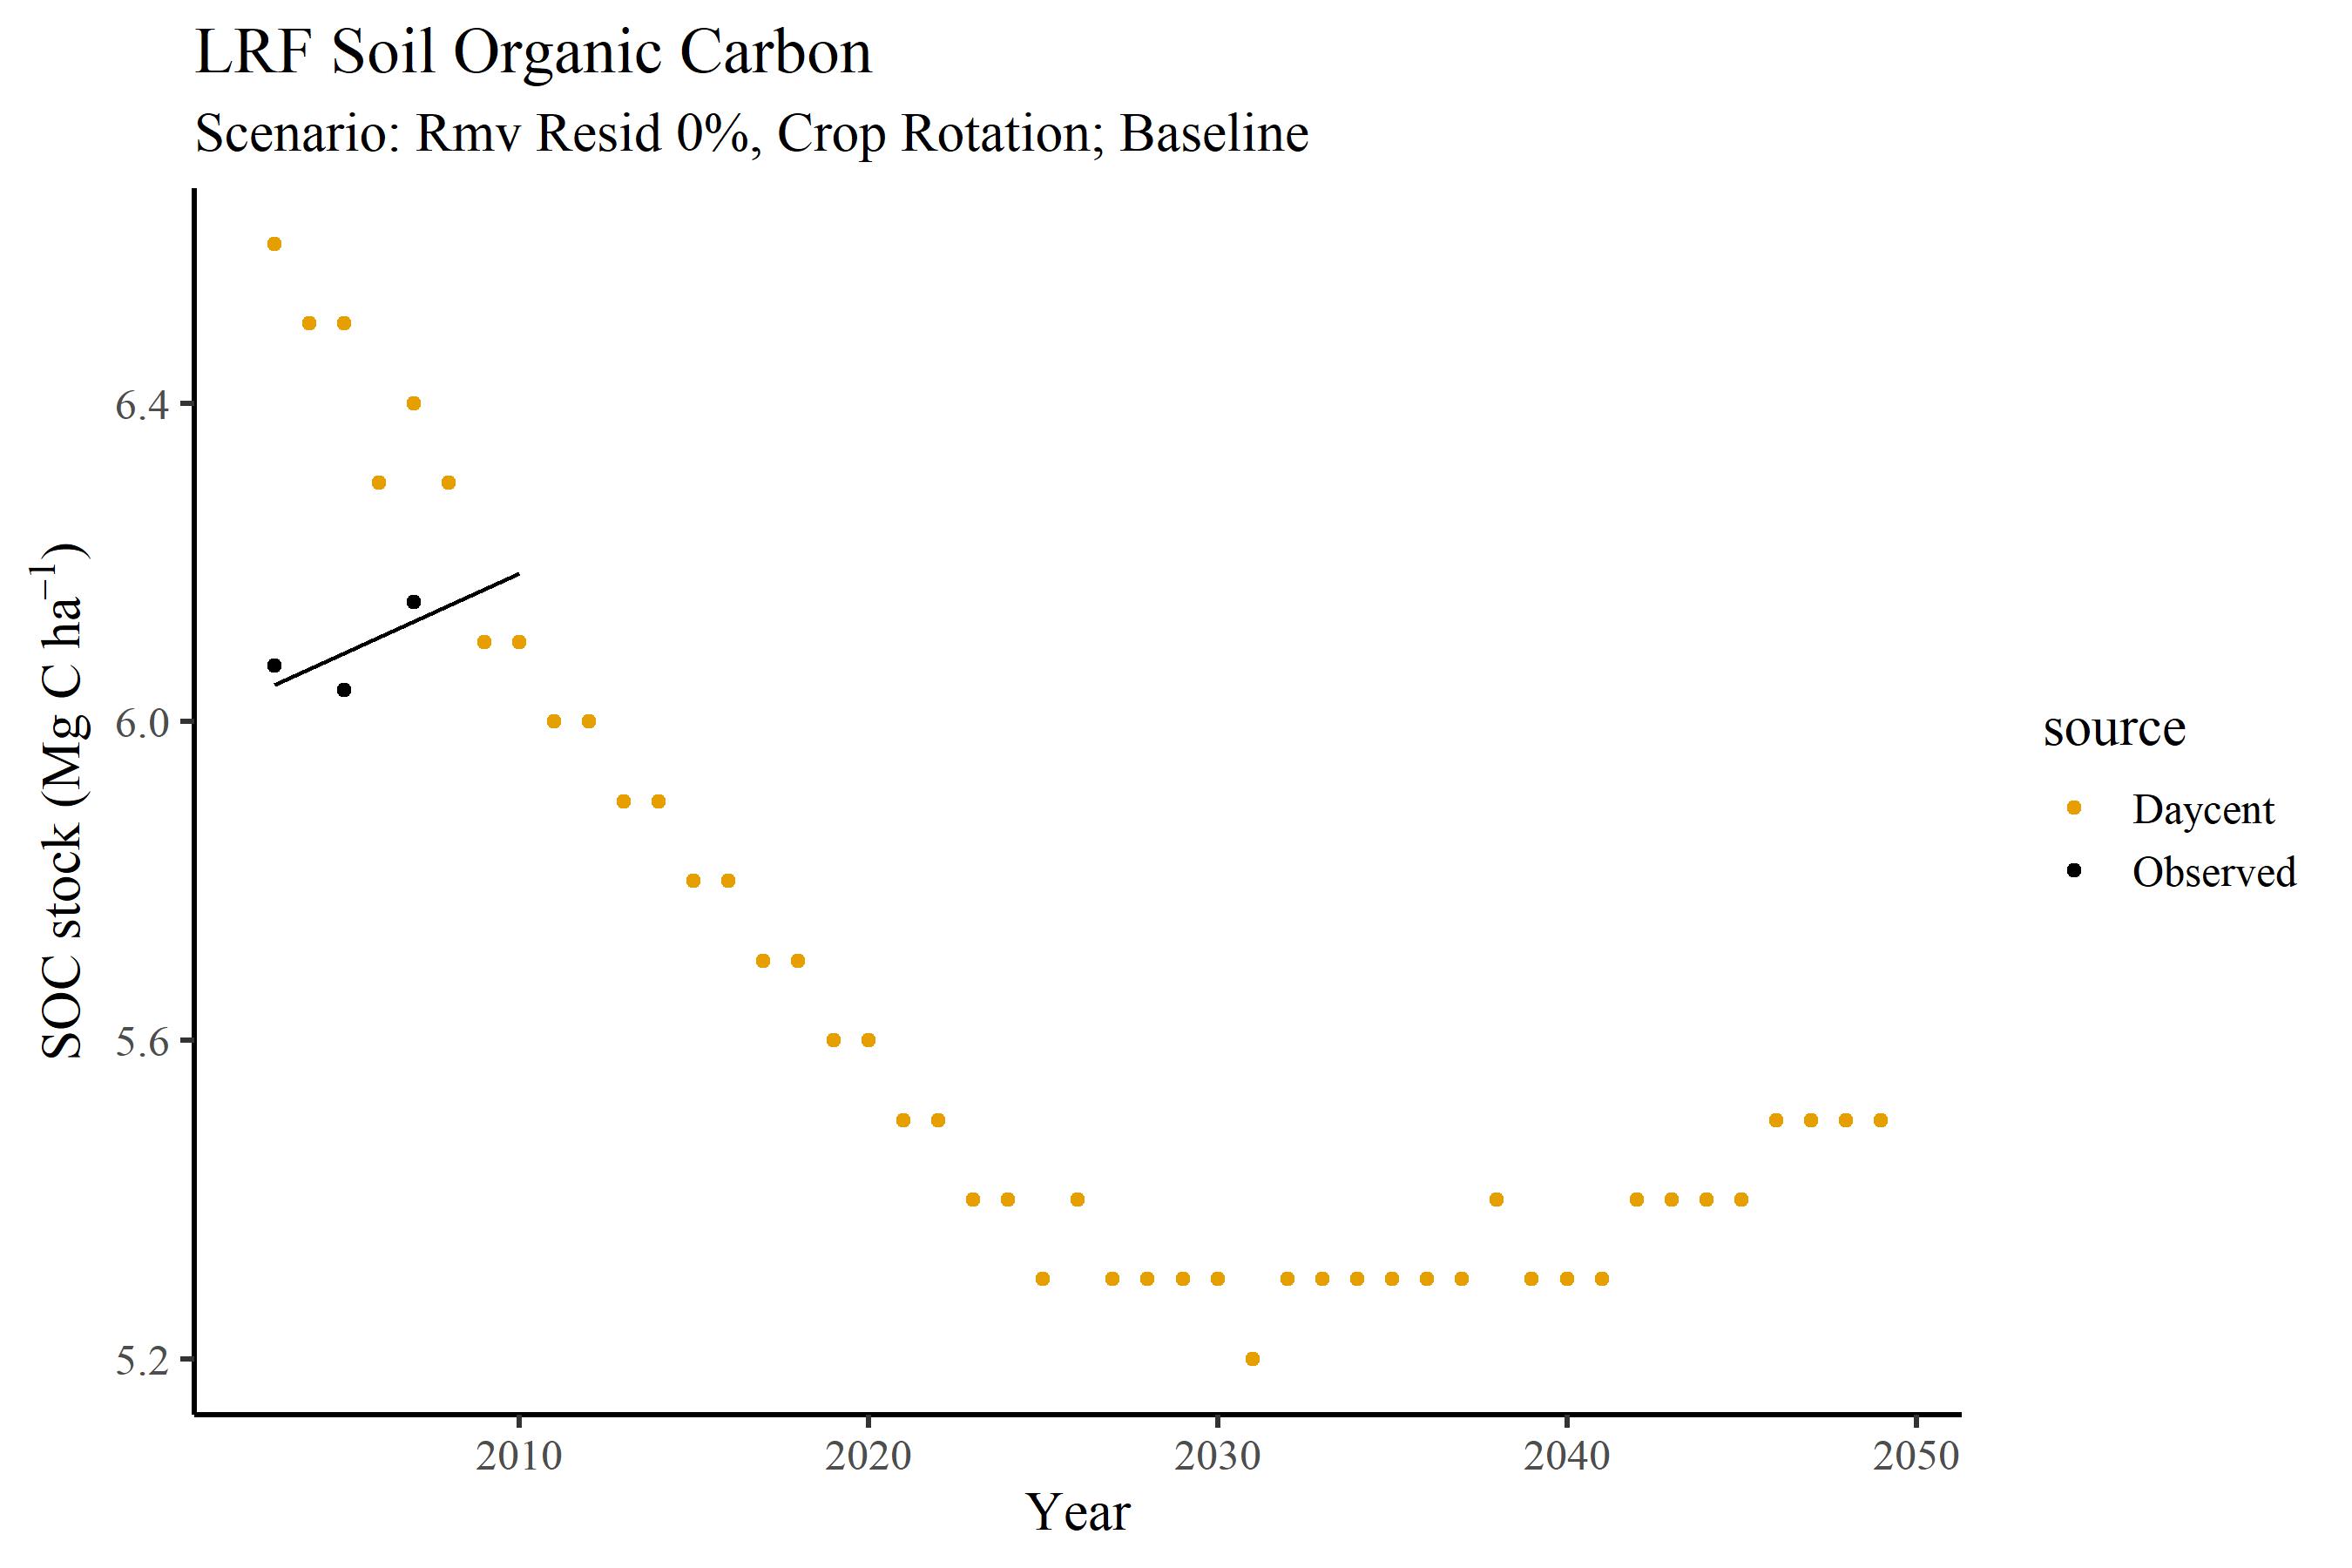 LRF Soil Organic Carbon
Scenario: Rmv Resid 0%, Crop Rotation; Baseline
SOC stock (Mg C ha⁻¹)
6.4
6.0
5.6
5.2
2010
2020
2030
2040
2050
Year
source
Daycent
Observed